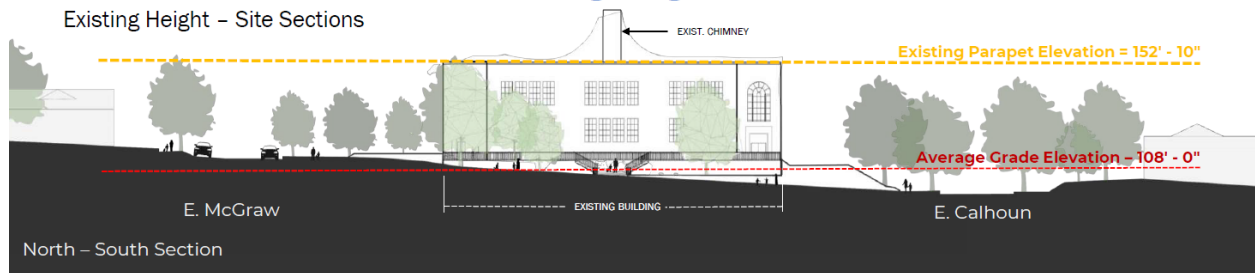 Existing Height – Site Sections
EXIST. CHIMNEY
Existing Parapet Elevation = 152' - 10"
Average Grade Elevation – 108' - 0"
E. McGraw
EXISTING BUILDING
E. Calhoun
North – South Section